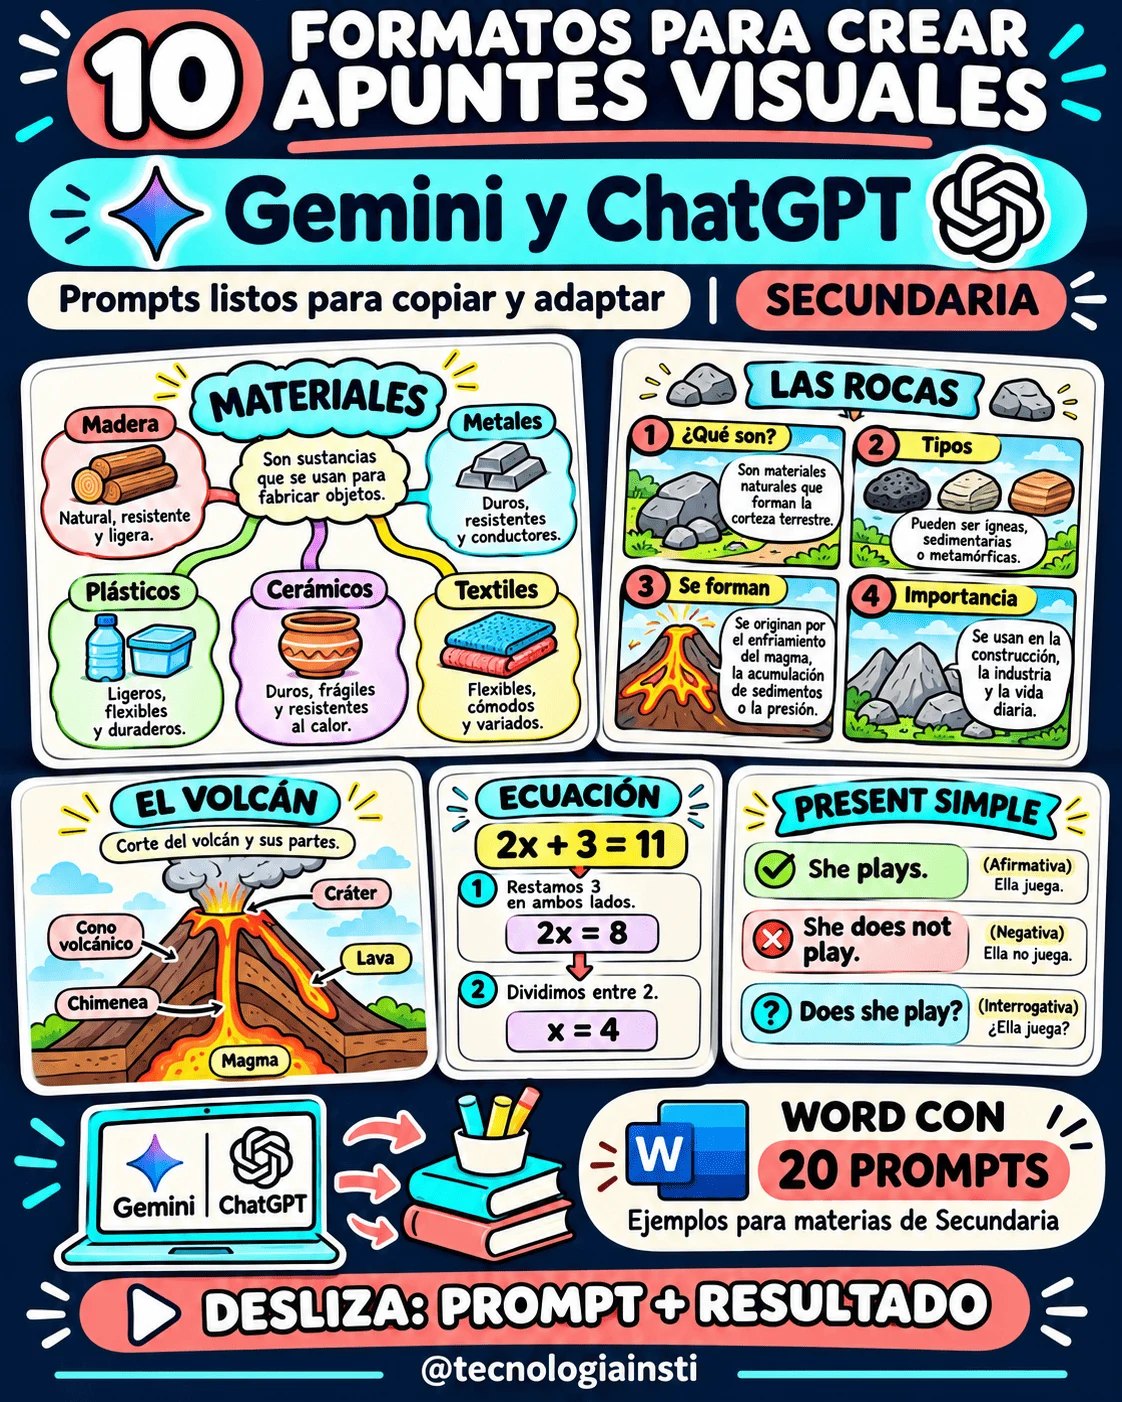 10 FORMATOS PARA CREAR
APUNTES VISUALES
Gemini y ChatGPT
Prompts listos para copiar y adaptar | SECUNDARIA
MATERIALES
Son sustancias
que se usan para
fabricar objetos.
Madera
Natural, resistente
y ligera.
Metales
Duros,
resistentes
y conductores.
Plásticos
Ligeros,
flexibles
y duraderos.
Cerámicos
Duros, frágiles
y resistentes
al calor.
Textiles
Flexibles,
cómodos
y variados.
LAS ROCAS
1 ¿Qué son?
Son materiales
naturales que
forman la
corteza terrestre.
2 Tipos
Pueden ser ígneas,
sedimentarias
o metamórficas.
3 Se forman
Se originan por
el enfriamiento
del magma,
la acumulación
de sedimentos
o la presión.
4 Importancia
Se usan en la
construcción,
la industria
y la vida
diaria.
EL VOLCÁN
Corte del volcán y sus partes.
Cráter
Cono
volcánico
Lava
Chimenea
Magma
ECUACIÓN
2x + 3 = 11
1 Restamos 3
en ambos lados.
2x = 8
2 Dividimos entre 2.
x = 4
PRESENT SIMPLE
She plays.
(Afirmativa)
Ella juega.
She does not
play.
(Negativa)
Ella no juega.
? Does she play?
(Interrogativa)
¿Ella juega?
Gemini | ChatGPT
W
WORD CON
20 PROMPTS
Ejemplos para materias de Secundaria
DESLIZA: PROMPT + RESULTADO
@tecnologiainsti